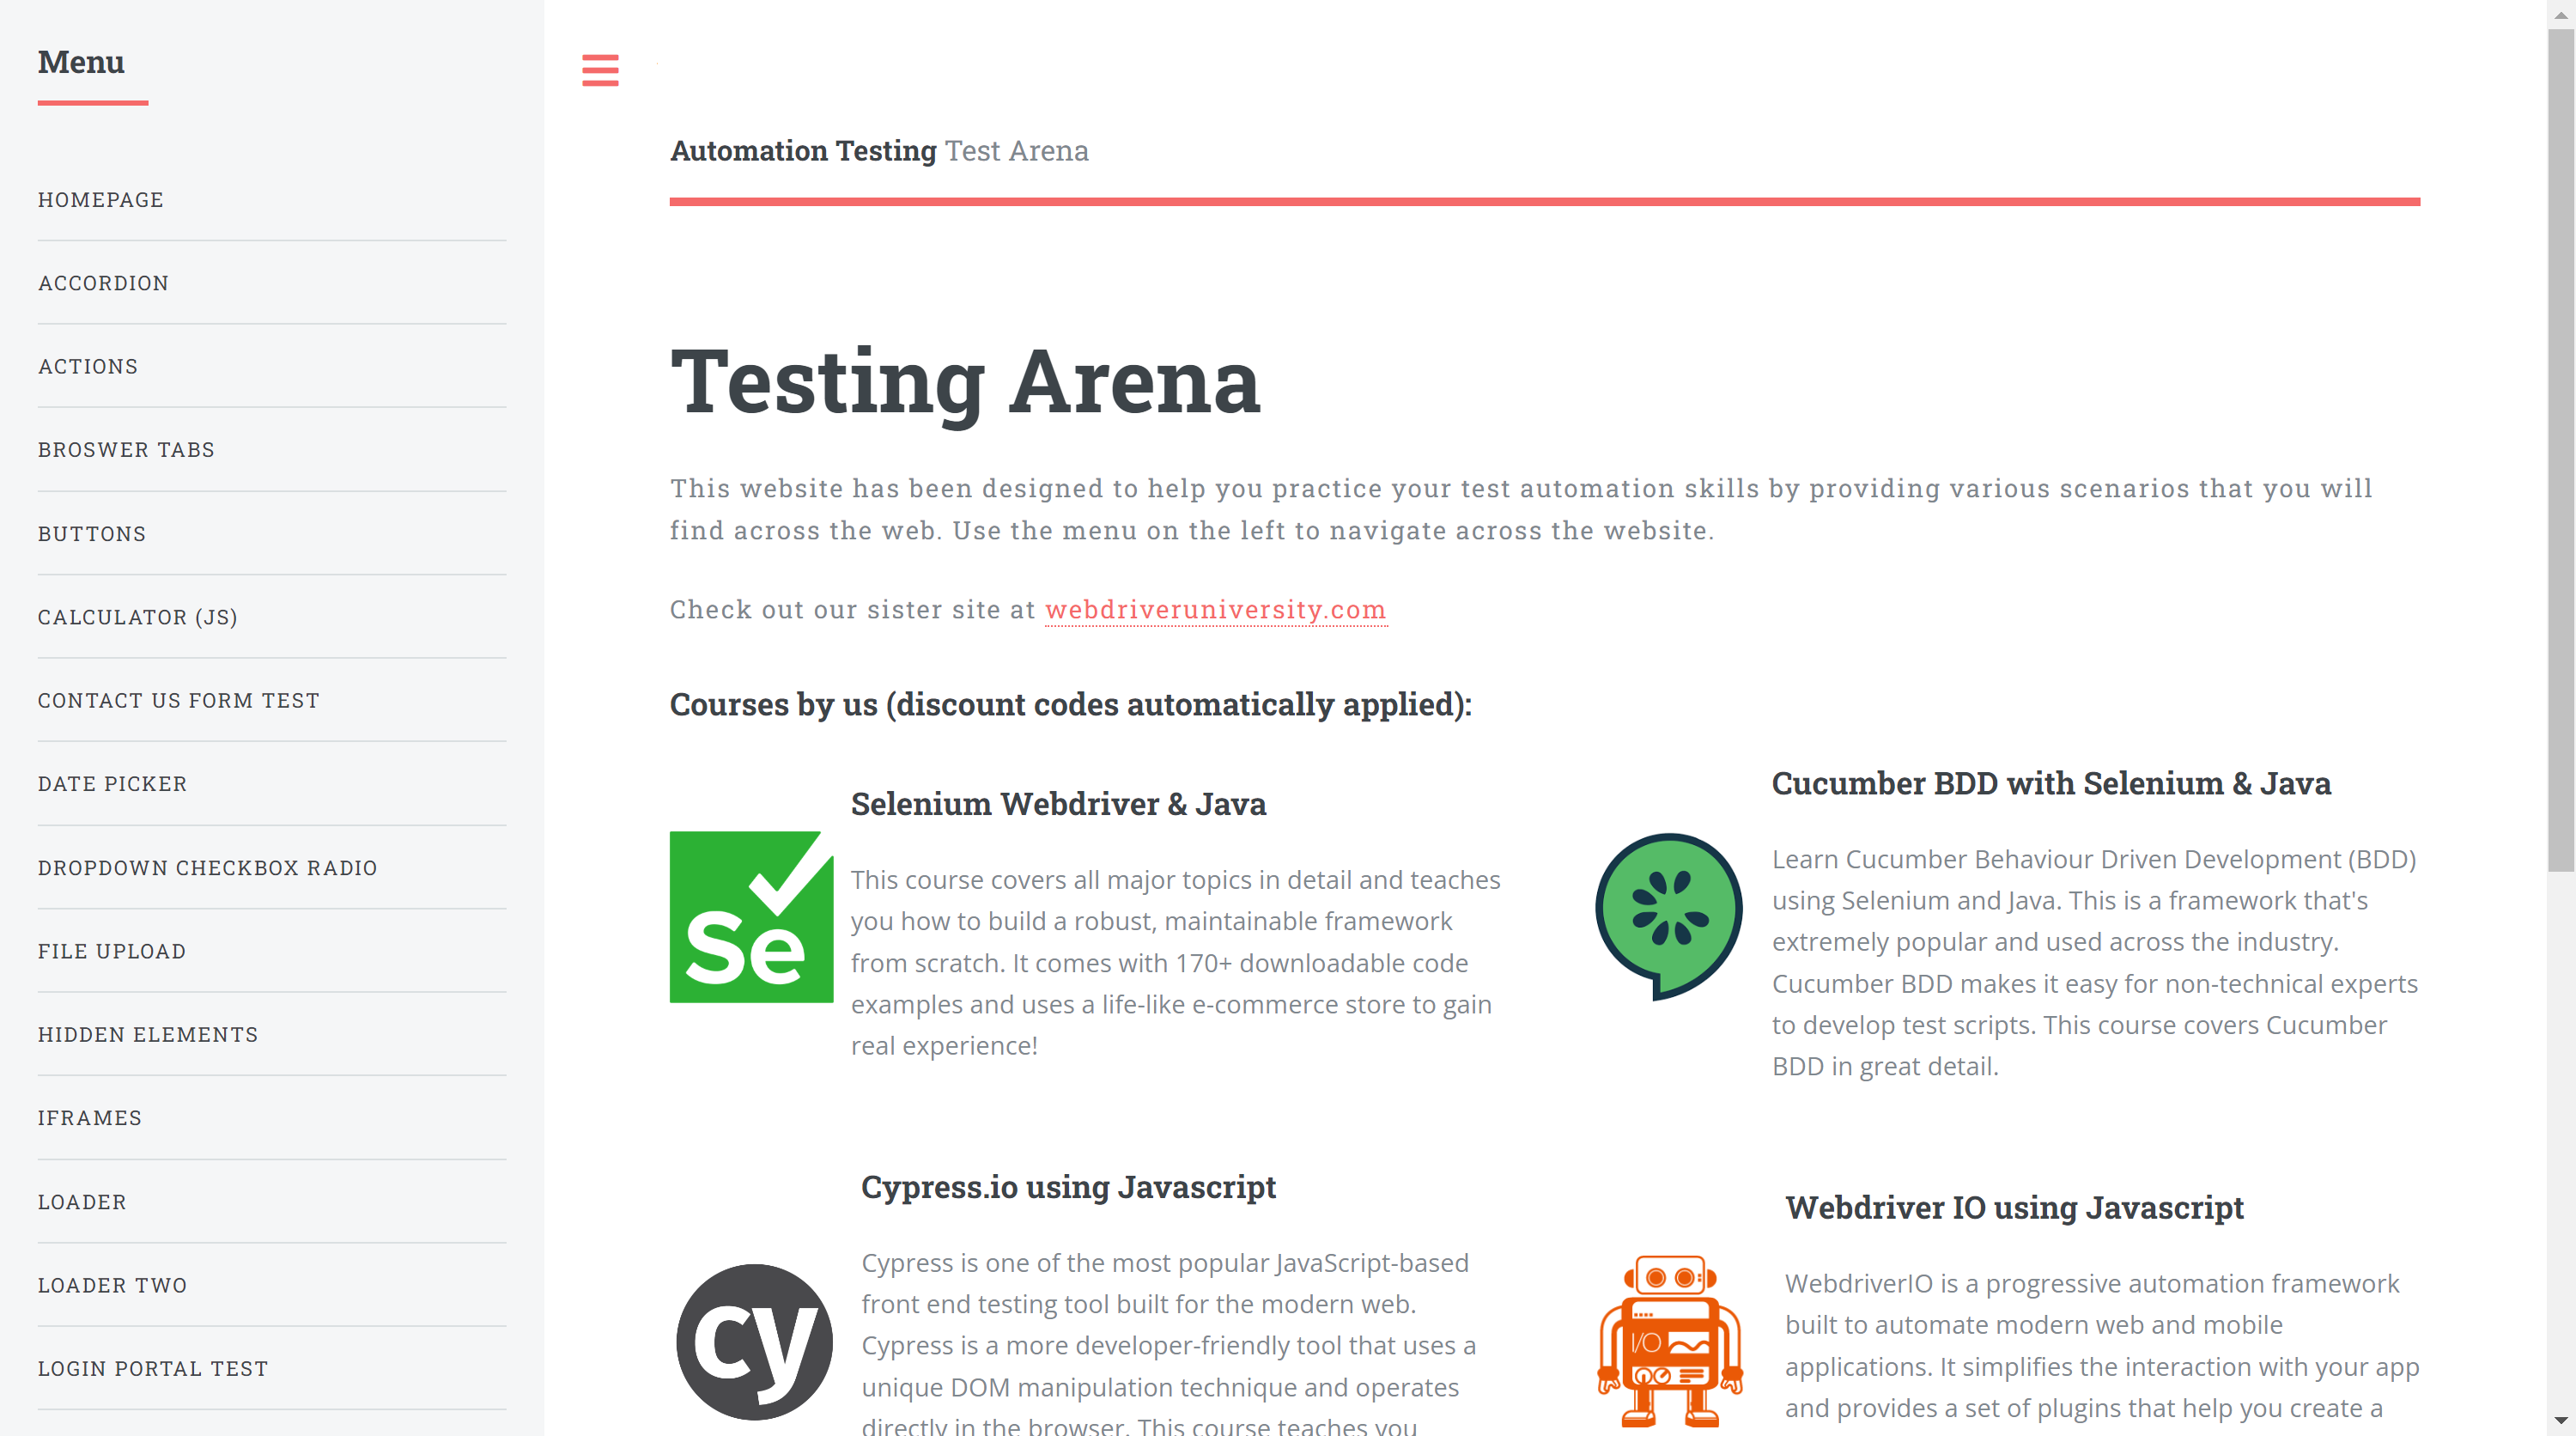 Menu
HOMEPAGE
ACCORDION
ACTIONS
BROSWER TABS
BUTTONS
CALCULATOR (JS)
CONTACT US FORM TEST
DATE PICKER
DROPDOWN CHECKBOX RADIO
FILE UPLOAD
HIDDEN ELEMENTS
IFRAMES
LOADER
LOADER TWO
LOGIN PORTAL TEST
Automation Testing Test Arena
Testing Arena
This website has been designed to help you practice your test automation skills by providing various scenarios that you will
find across the web. Use the menu on the left to navigate across the website.
Check out our sister site at webdriveruniversity.com
Courses by us (discount codes automatically applied):
Selenium Webdriver & Java
Se
This course covers all major topics in detail and teaches
you how to build a robust, maintainable framework
from scratch. It comes with 170+ downloadable code
examples and uses a life-like e-commerce store to gain
real experience!
Cucumber BDD with Selenium & Java
Learn Cucumber Behaviour Driven Development (BDD)
using Selenium and Java. This is a framework that's
extremely popular and used across the industry.
Cucumber BDD makes it easy for non-technical experts
to develop test scripts. This course covers Cucumber
BDD in great detail.
Cypress.io using Javascript
cy
Cypress is one of the most popular JavaScript-based
front end testing tool built for the modern web.
Cypress is a more developer-friendly tool that uses a
unique DOM manipulation technique and operates
directly in the browser. This course teaches you
Webdriver IO using Javascript
I/O
WebdriverIO is a progressive automation framework
built to automate modern web and mobile
applications. It simplifies the interaction with your app
and provides a set of plugins that help you create a